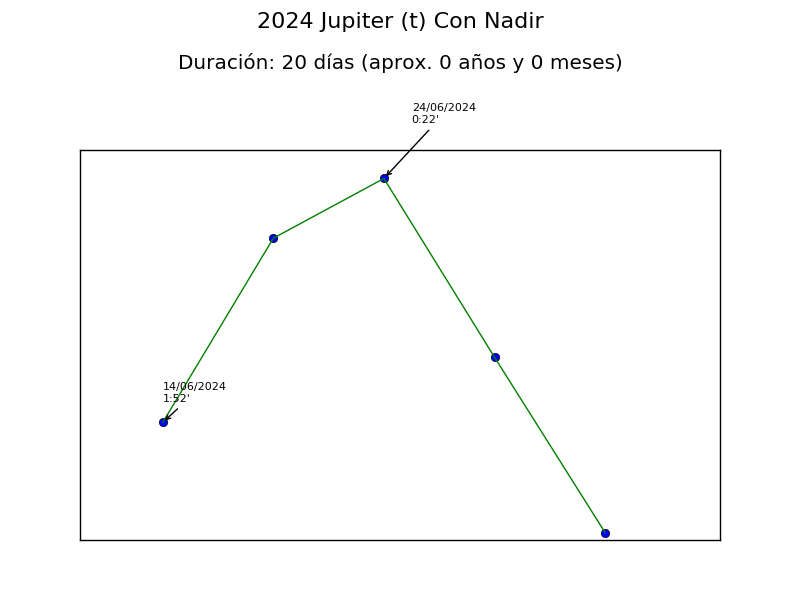 2024 Jupiter (t) Con Nadir
Duración: 20 días (aprox. 0 años y 0 meses)
24/06/2024
0:22'
14/06/2024
1:52'